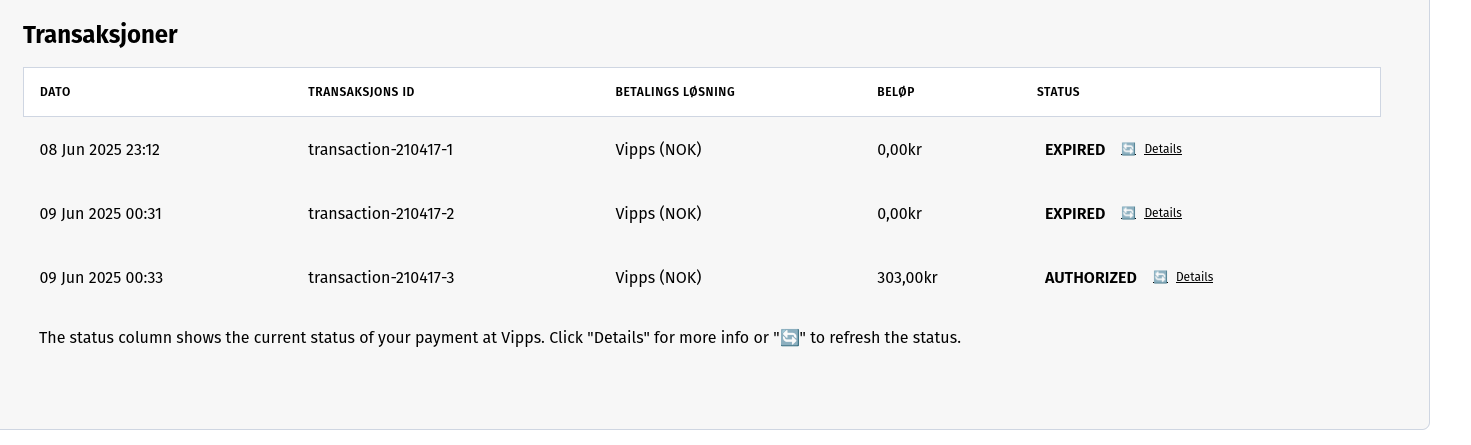 Transaksjoner
DATO TRANSAKSJONS ID BETALINGS LØSNING BELØP STATUS
08 Jun 2025 23:12 transaction-210417-1 Vipps (NOK) 0,00kr EXPIRED 🔄 Details
09 Jun 2025 00:31 transaction-210417-2 Vipps (NOK) 0,00kr EXPIRED 🔄 Details
09 Jun 2025 00:33 transaction-210417-3 Vipps (NOK) 303,00kr AUTHORIZED 🔄 Details
The status column shows the current status of your payment at Vipps. Click "Details" for more info or "🔄" to refresh the status.